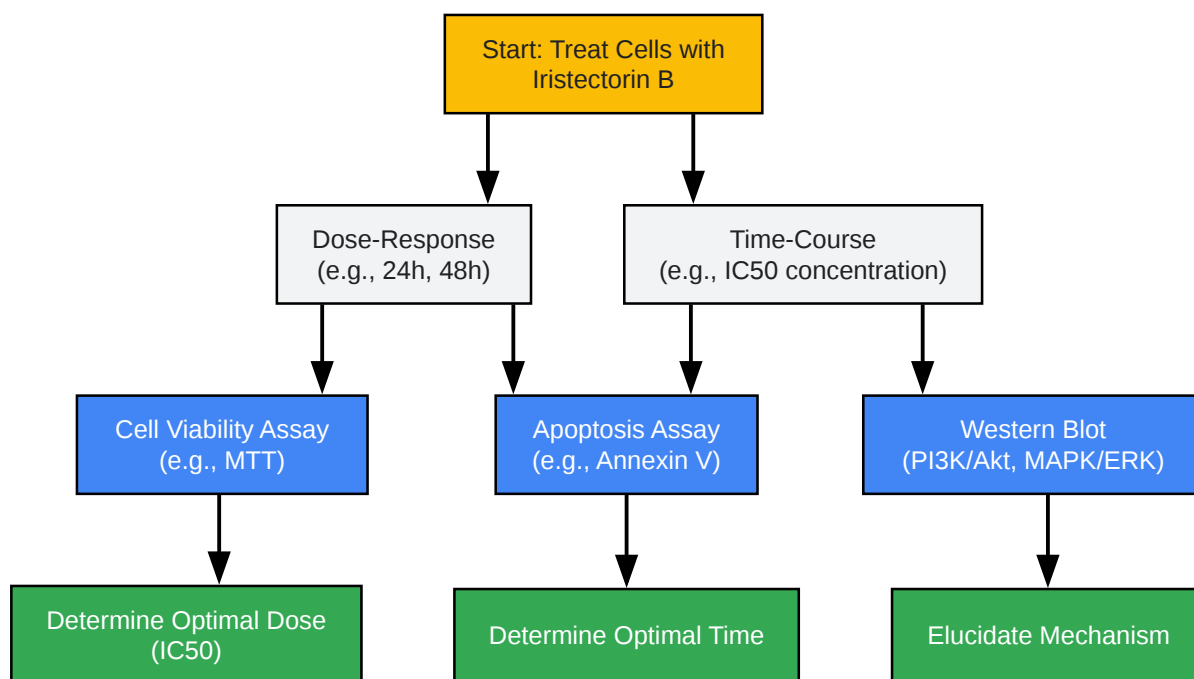 Start: Treat Cells with
Iristectorin B
Dose-Response
(e.g., 24h, 48h)
Time-Course
(e.g., IC50 concentration)
Cell Viability Assay
(e.g., MTT)
Apoptosis Assay
(e.g., Annexin V)
Western Blot
(PI3K/Akt, MAPK/ERK)
Determine Optimal Dose
(IC50)
Determine Optimal Time
Elucidate Mechanism